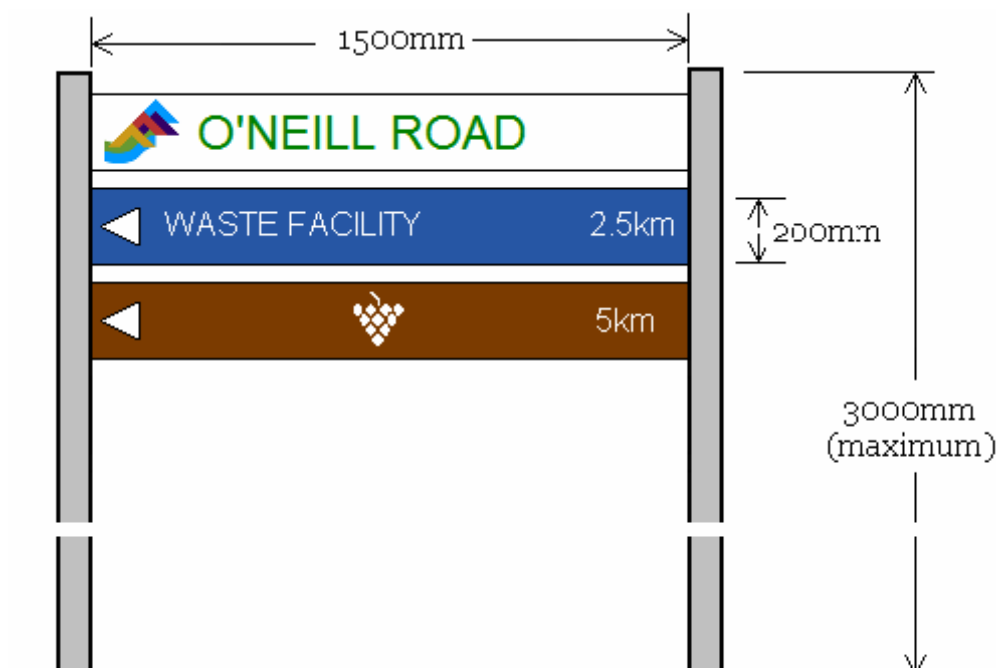 1500mm
O'NEILL ROAD
WASTE FACILITY 2.5km
200mm
5km
3000mm
(maximum)